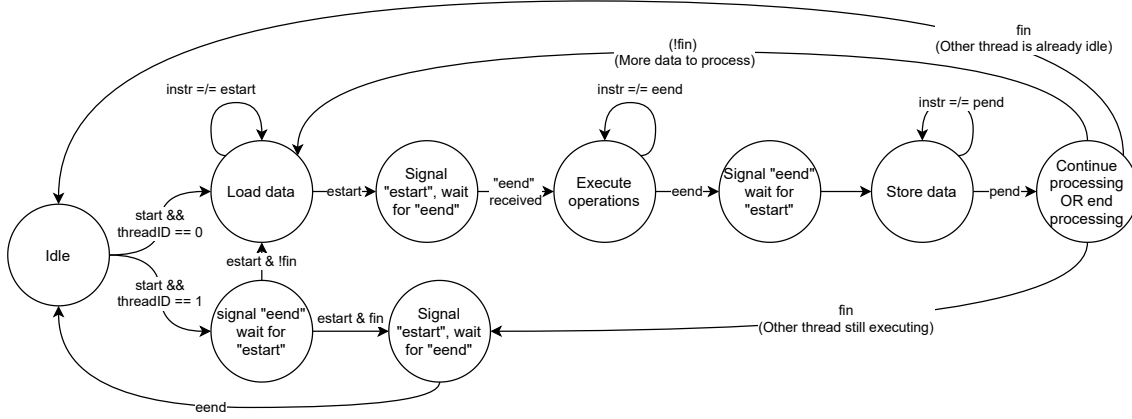 fin
(Other thread is already idle)
(!fin)
(More data to process)
instr =/= estart
instr =/= eend
instr =/= pend
Load data
estart
Signal
"estart", wait
for "eend"
"eend"
received
Execute
operations
eend
Signal "eend"
wait for
"estart"
Store data
pend
Continue
processing
OR end
processing
start &&
threadID == 0
Idle
start &&
threadID == 1
estart & !fin
signal "eend"
wait for
"estart"
estart & fin
Signal
"estart", wait
for "eend"
fin
(Other thread still executing)
eend